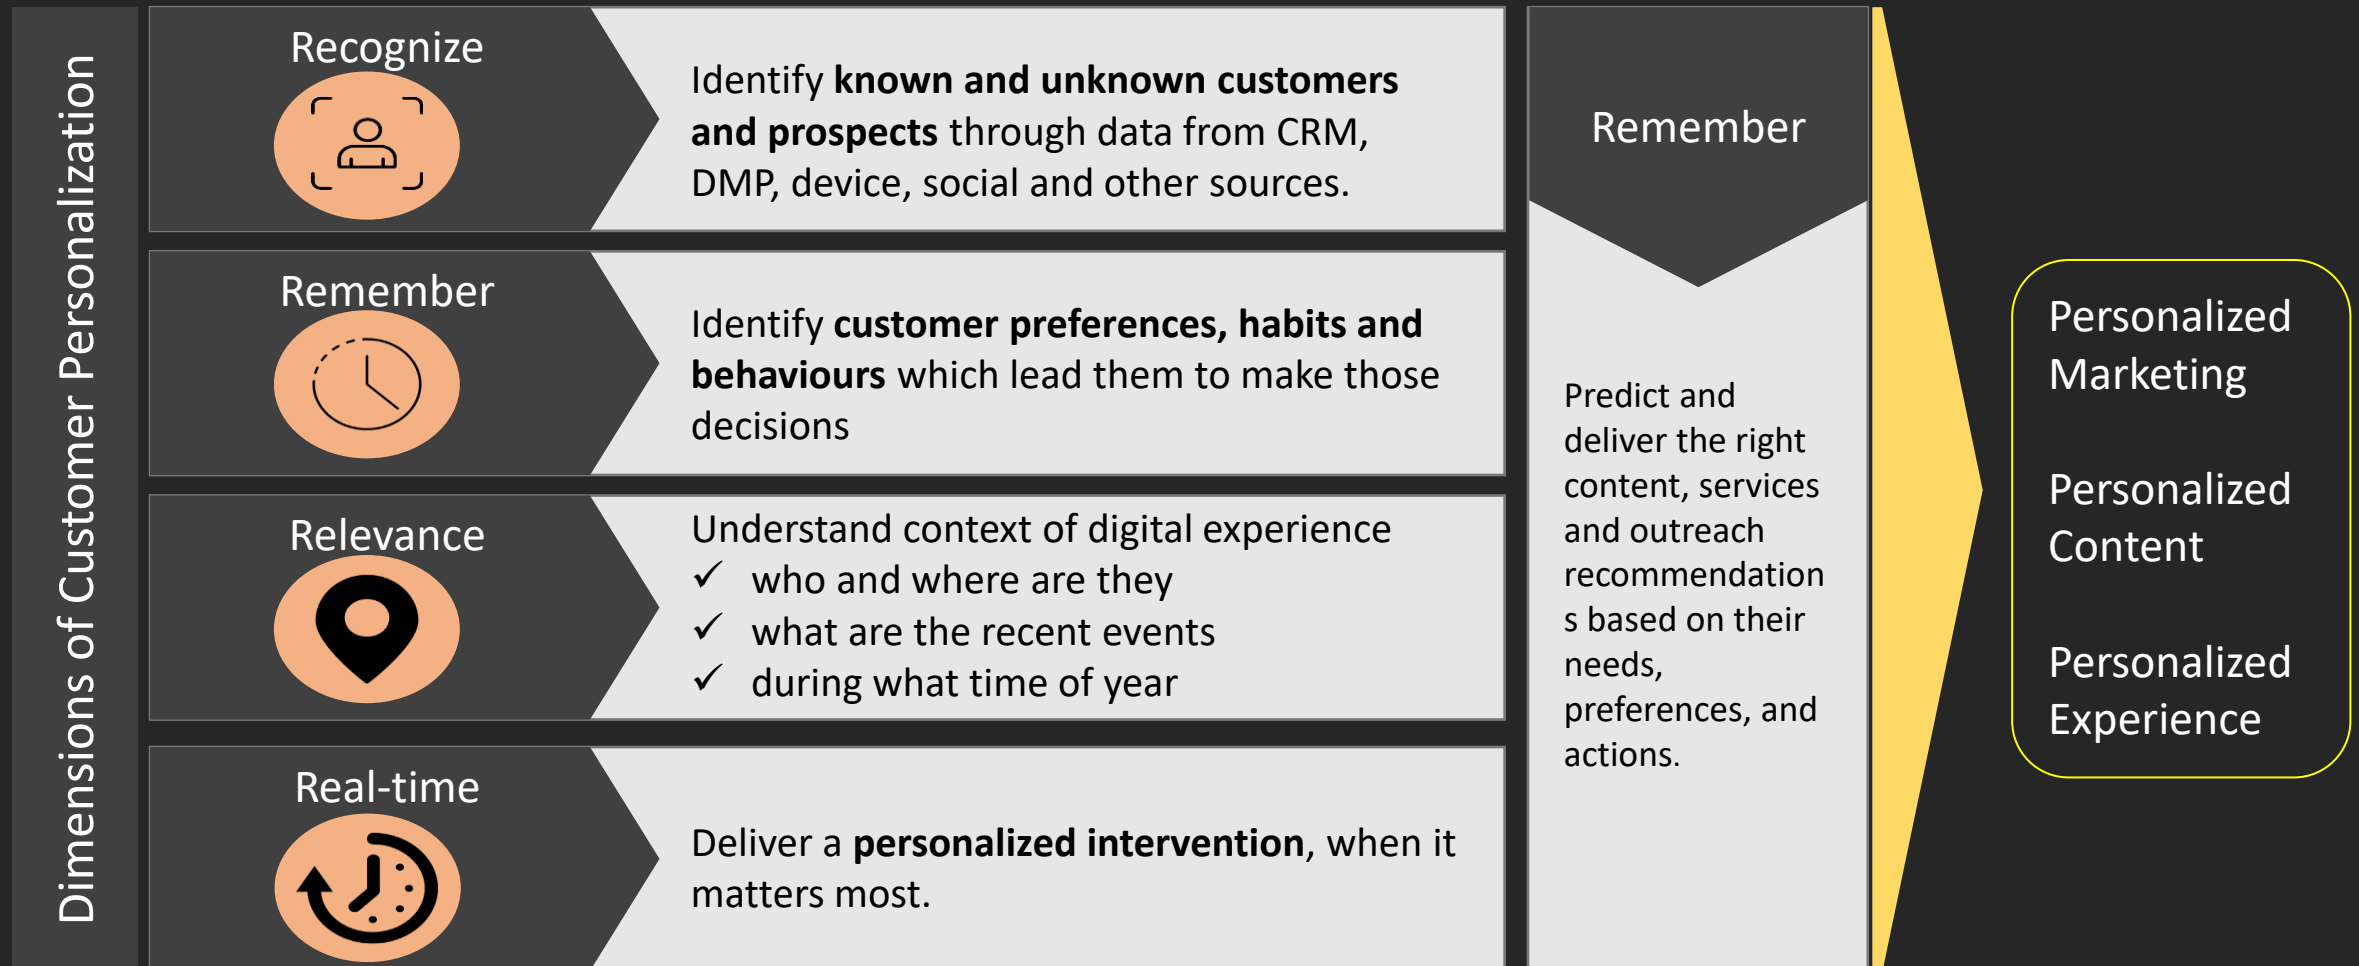 Dimensions of Customer Personalization
Recognize
Identify known and unknown customers
and prospects through data from CRM,
DMP, device, social and other sources.
Remember
Identify customer preferences, habits and
behaviours which lead them to make those
decisions
Relevance
Understand context of digital experience
✓ who and where are they
✓ what are the recent events
✓ during what time of year
Real-time
Deliver a personalized intervention, when it
matters most.
Remember
Predict and
deliver the right
content, services
and outreach
recommendation
s based on their
needs,
preferences, and
actions.
Personalized
Marketing
Personalized
Content
Personalized
Experience